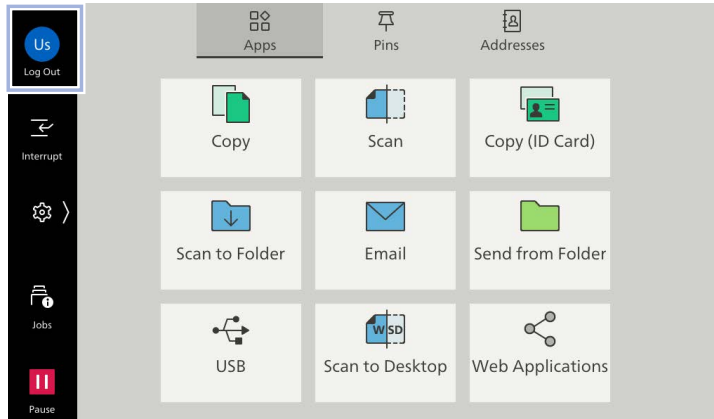 Us
Log Out
Interrupt
Jobs
Pause
Apps
Pins
Addresses
Copy
Scan
Copy (ID Card)
Scan to Folder
Email
Send from Folder
USB
WSD
Scan to Desktop
Web Applications